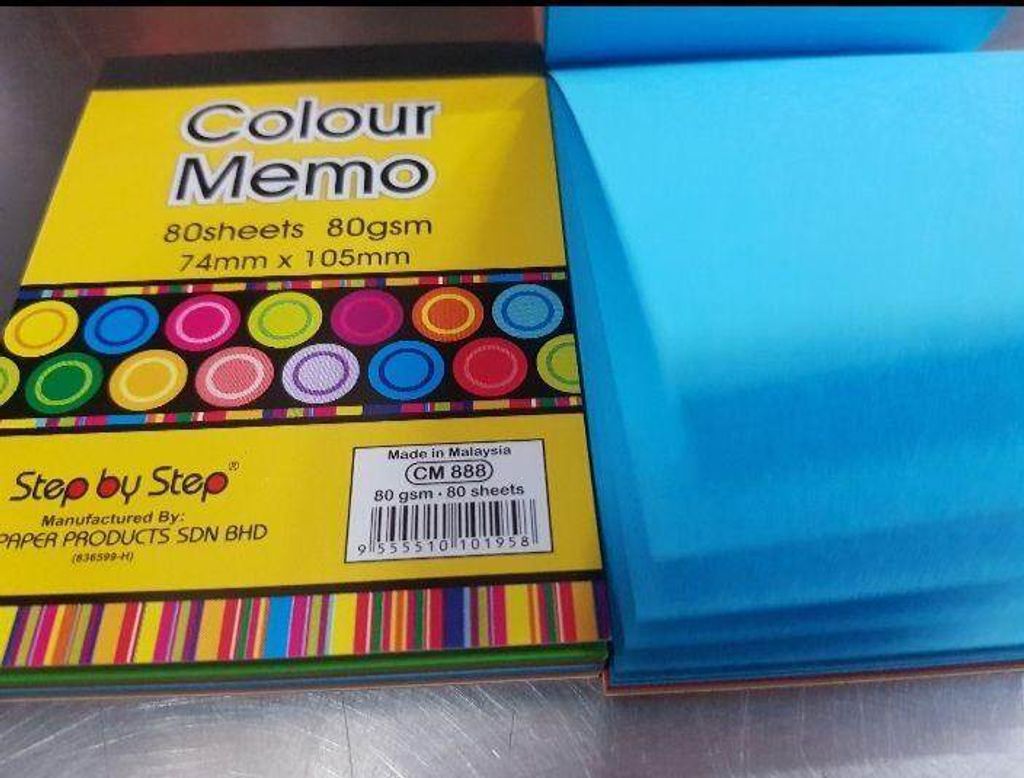 Colour
Memo
80sheets 80gsm
74mm x 105mm
Step by Step®
Manufactured By:
PAPER PRODUCTS SDN BHD
(836599-H)
Made in Malaysia
CM 888
80 gsm · 80 sheets
9 555510 101958